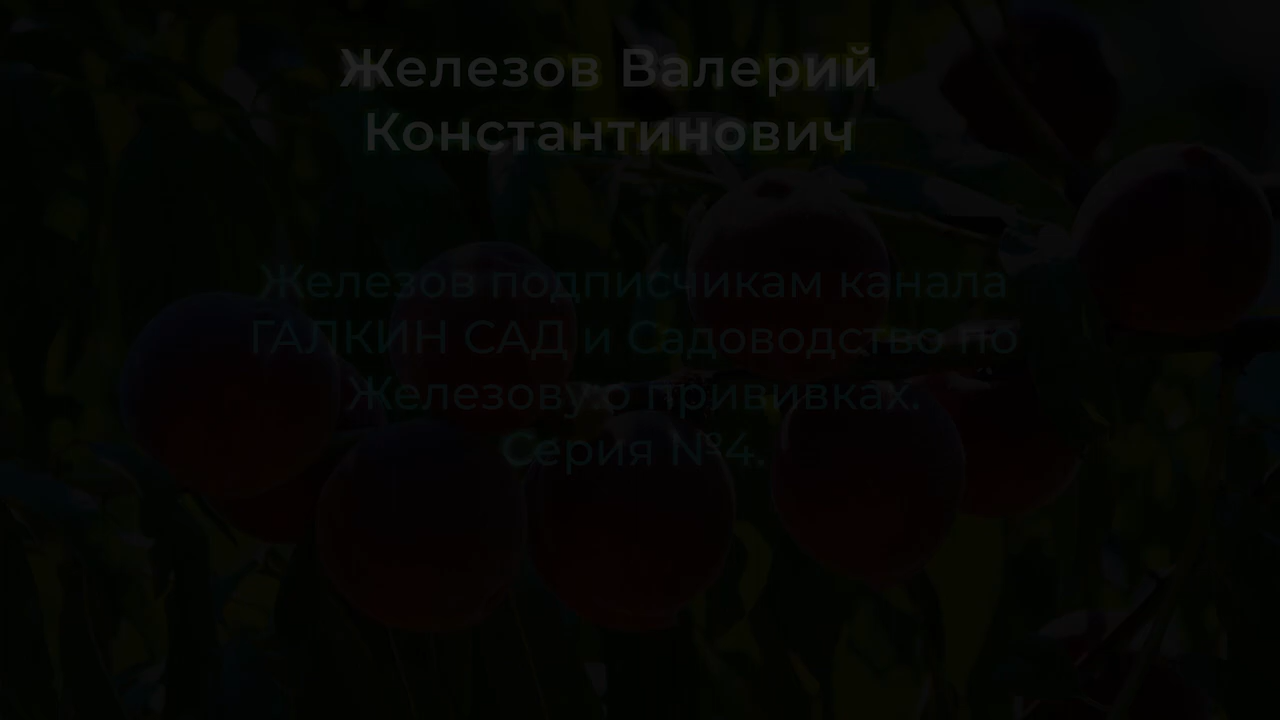 Железов Валерий
Константинович
Железов подписчикам канала
ГАЛКИН САД и Садоводство по
Железову о прививках.
Серия №4.